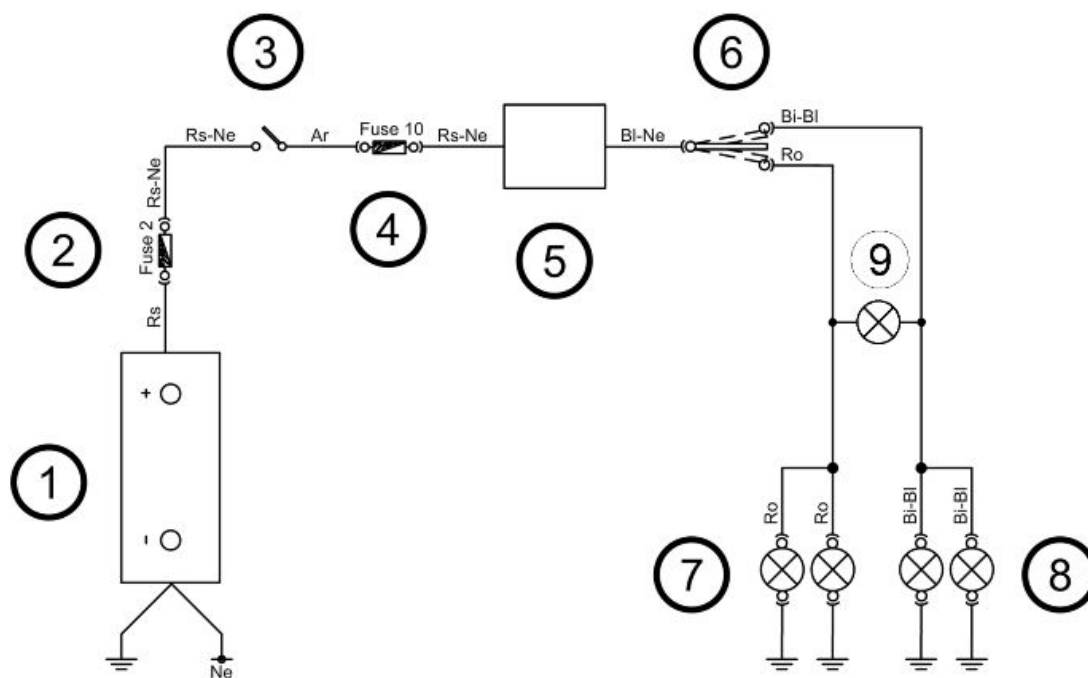 3
6
Rs-Ne
Ar
Fuse 10
Rs-Ne
Bl-Ne
Bi-Bl
Ro
Rs-Ne
2
Fuse 2
4
5
9
Rs
+
1
-
Ro
Ro
Bi-Bl
Bi-Bl
7
8
Ne